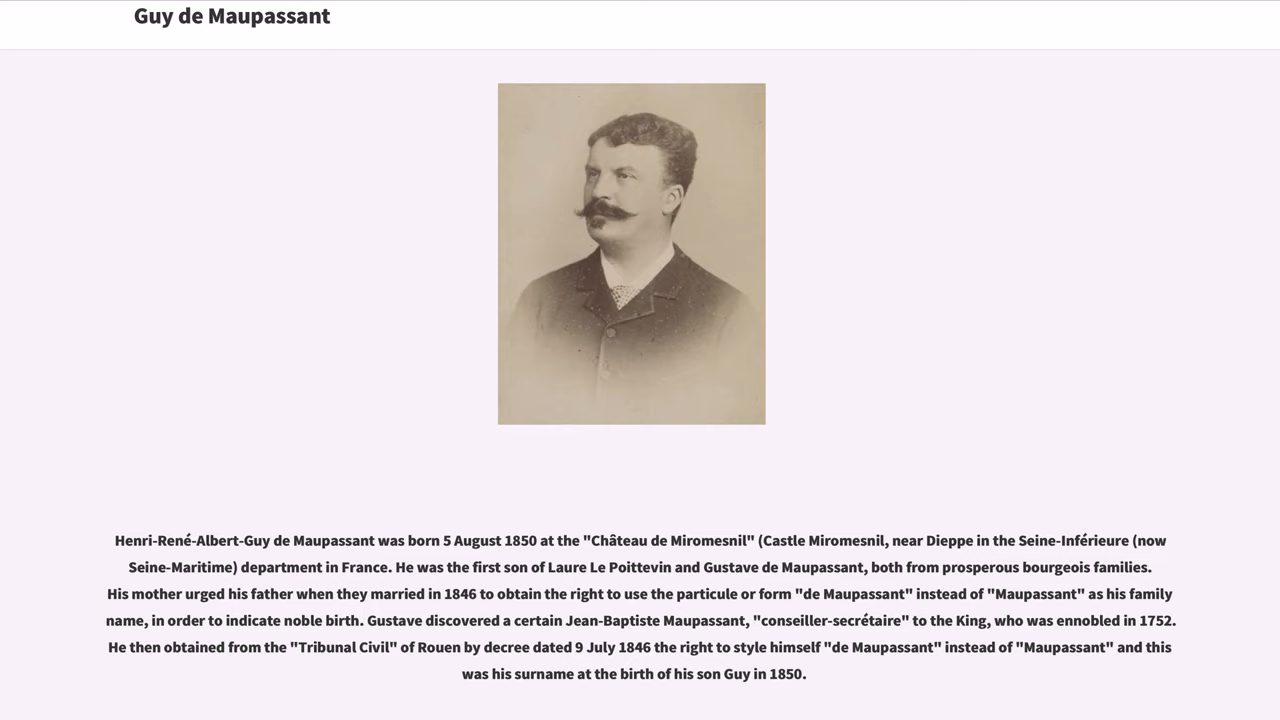 Guy de Maupassant
Henri-René-Albert-Guy de Maupassant was born 5 August 1850 at the "Château de Miromesnil" (Castle Miromesnil, near Dieppe in the Seine-Inférieure (now
Seine-Maritime) department in France. He was the first son of Laure Le Poittevin and Gustave de Maupassant, both from prosperous bourgeois families.
His mother urged his father when they married in 1846 to obtain the right to use the particule or form "de Maupassant" instead of "Maupassant" as his family
name, in order to indicate noble birth. Gustave discovered a certain Jean-Baptiste Maupassant, "conseiller-secrétaire" to the King, who was ennobled in 1752.
He then obtained from the "Tribunal Civil" of Rouen by decree dated 9 July 1846 the right to style himself "de Maupassant" instead of "Maupassant" and this
was his surname at the birth of his son Guy in 1850.